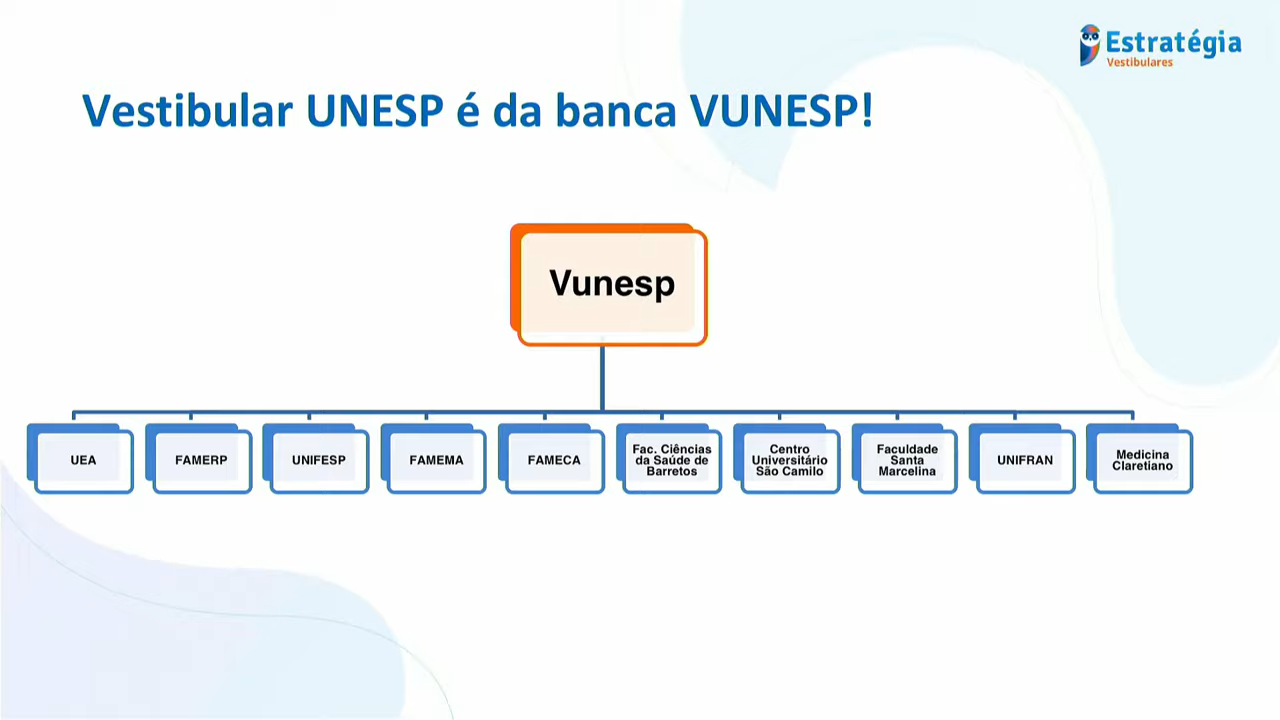 Estratégia
Vestibulares
Vestibular UNESP é da banca VUNESP!
Vunesp
UEA
FAMERP
UNIFESP
FAMEMA
FAMECA
Fac. Ciências
da Saúde de
Barretos
Centro
Universitário
São Camilo
Faculdade
Santa
Marcelina
UNIFRAN
Medicina
Claretiano